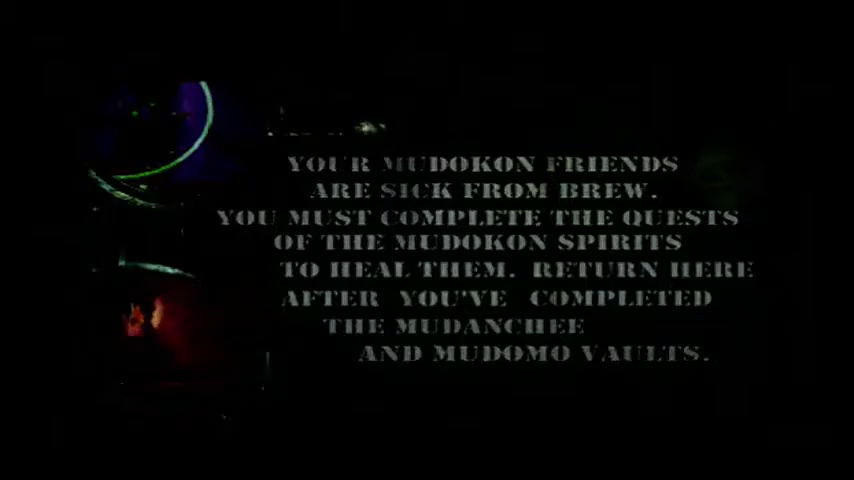 YOUR MUDOKON FRIENDS
ARE SICK FROM BREW.
YOU MUST COMPLETE THE QUESTS
OF THE MUDOKON SPIRITS
TO HEAL THEM. RETURN HERE
AFTER YOU'VE COMPLETED
THE MUDANCHEE
AND MUDOMO VAULTS.